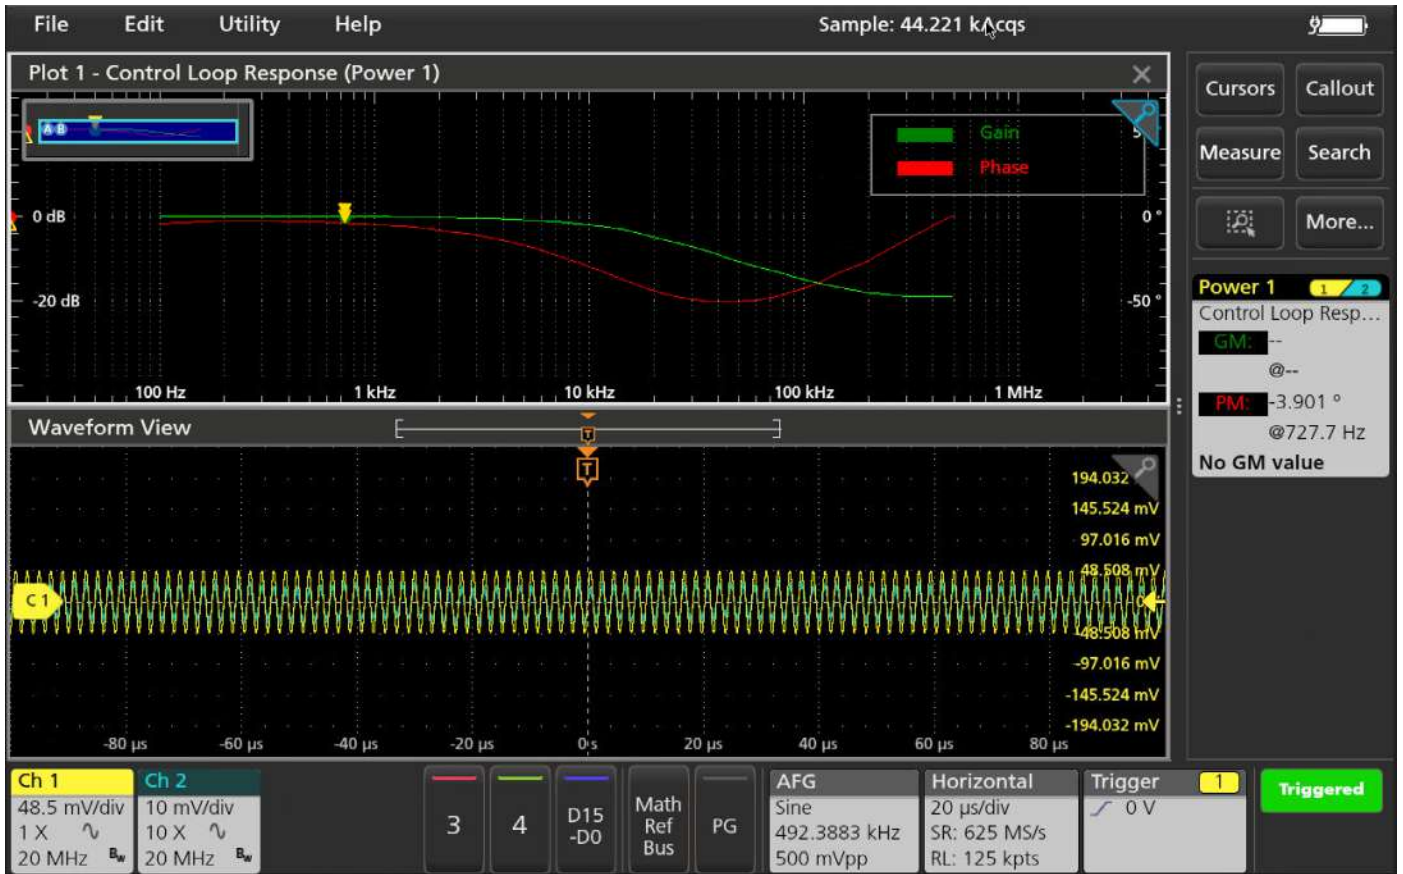 File Edit Utility Help Sample: 44.221 kAcqs
Plot 1 - Control Loop Response (Power 1)
A B
Gain
Phase
0 dB
0 °
-20 dB
-50 °
100 Hz 1 kHz 10 kHz 100 kHz 1 MHz
Cursors Callout
Measure Search
More...
Power 1 1 2
Control Loop Resp...
GM: --
@--
PM: -3.901 °
@727.7 Hz
No GM value
Waveform View
T
T
194.032
145.524 mV
97.016 mV
48.508 mV
C 1
-48.508 mV
-97.016 mV
-145.524 mV
-194.032 mV
-80 µs -60 µs -40 µs -20 µs 0 s 20 µs 40 µs 60 µs 80 µs
Ch 1
48.5 mV/div
1 X
20 MHz Bw
Ch 2
10 mV/div
10 X
20 MHz Bw
3
4
D15
-D0
Math
Ref
Bus
PG
AFG
Sine
492.3883 kHz
500 mVpp
Horizontal
20 µs/div
SR: 625 MS/s
RL: 125 kpts
Trigger 1
0 V
Triggered